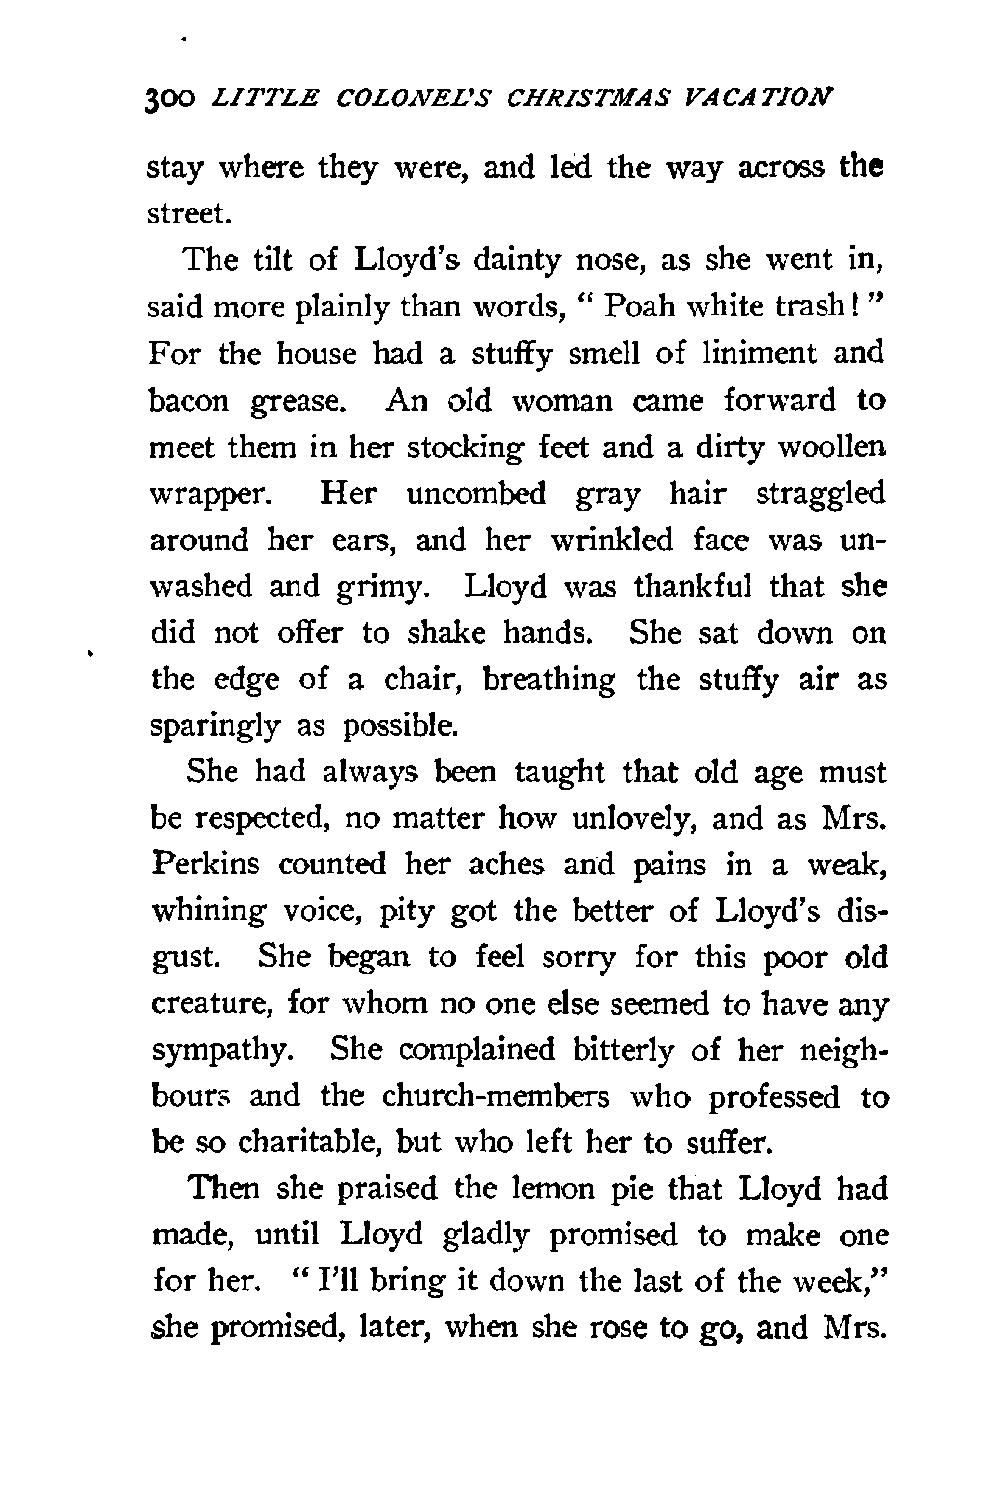 300 LITTLE COLONEL'S CHRISTMAS VACATION
stay where they were, and led the way across the
street.
The tilt of Lloyd's dainty nose, as she went in,
said more plainly than words, " Poah white trash ! "
For the house had a stuffy smell of liniment and
bacon grease. An old woman came forward to
meet them in her stocking feet and a dirty woollen
wrapper. Her uncombed gray hair straggled
around her ears, and her wrinkled face was un-
washed and grimy. Lloyd was thankful that she
did not offer to shake hands. She sat down on
the edge of a chair, breathing the stuffy air as
sparingly as possible.
She had always been taught that old age must
be respected, no matter how unlovely, and as Mrs.
Perkins counted her aches and pains in a weak,
whining voice, pity got the better of Lloyd's dis-
gust. She began to feel sorry for this poor old
creature, for whom no one else seemed to have any
sympathy. She complained bitterly of her neigh-
bours and the church-members who professed to
be so charitable, but who left her to suffer.
Then she praised the lemon pie that Lloyd had
made, until Lloyd gladly promised to make one
for her. " I'll bring it down the last of the week,"
she promised, later, when she rose to go, and Mrs.